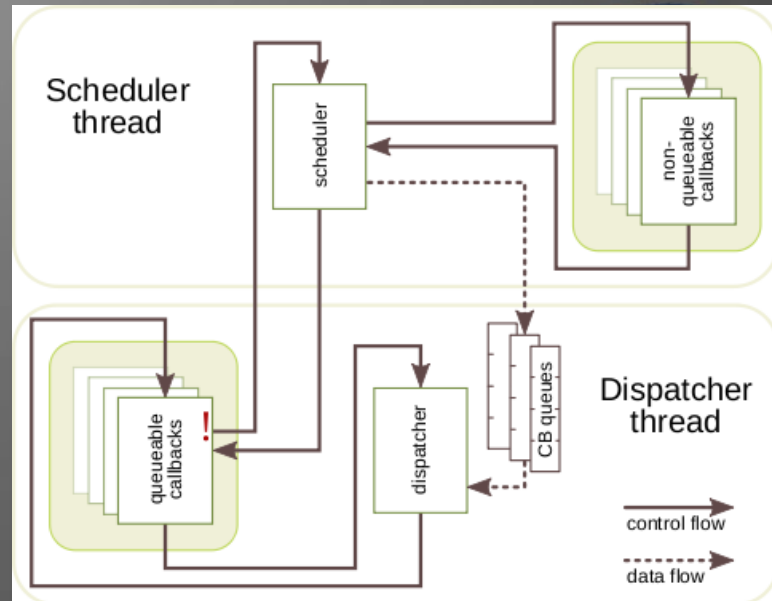 Scheduler
thread
scheduler
non-
queueable
callbacks
queueable
callbacks
!
dispatcher
CB queues
Dispatcher
thread
control flow
data flow